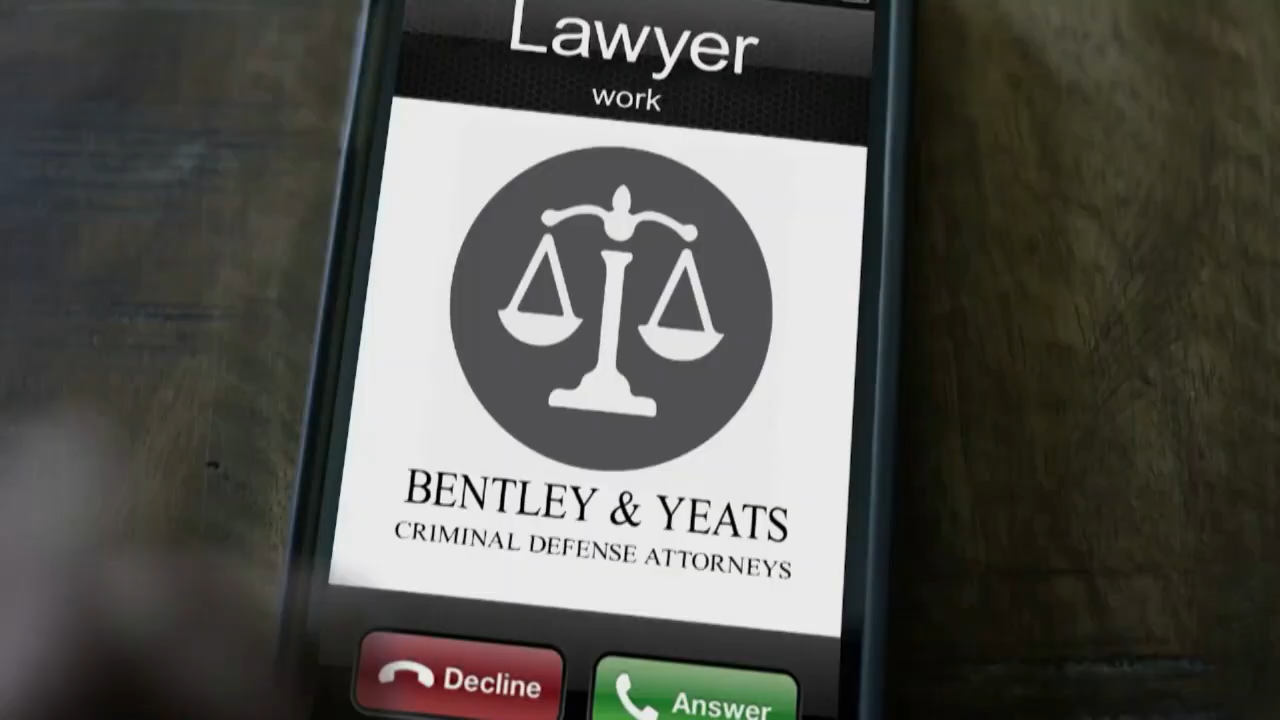 Lawyer
work
BENTLEY & YEATS
CRIMINAL DEFENSE ATTORNEYS
Decline
Answer